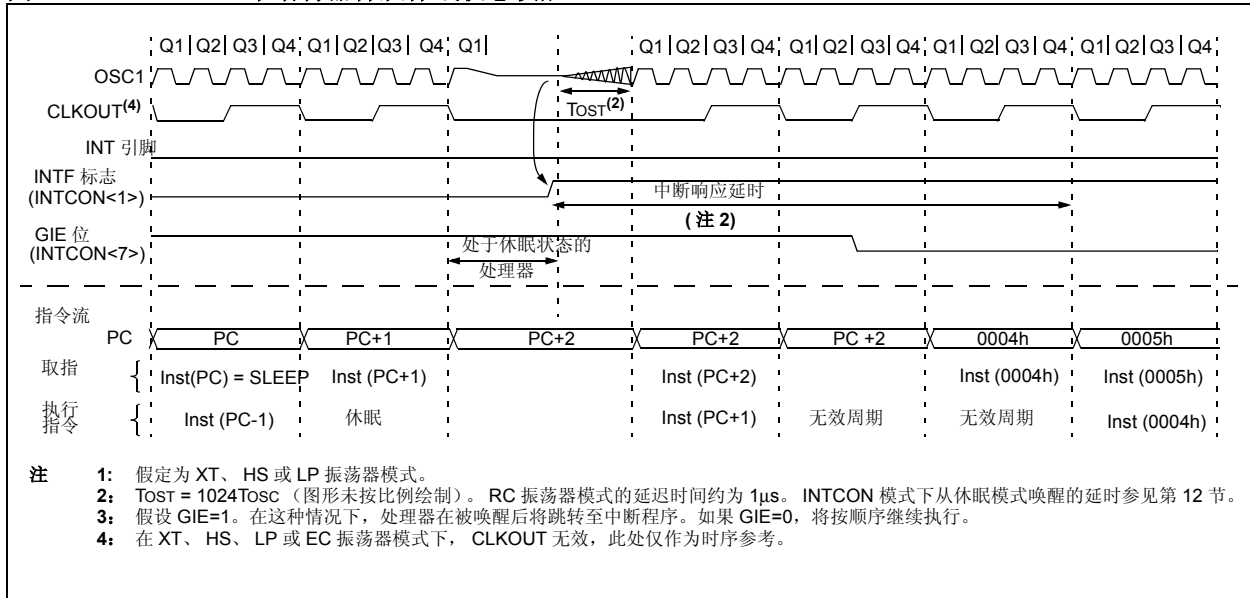 Q1 Q2 Q3 Q4 Q1 Q2 Q3 Q4 Q1 Q1 Q2 Q3 Q4 Q1 Q2 Q3 Q4 Q1 Q2 Q3 Q4 Q1 Q2 Q3 Q4
OSC1
CLKOUT(4)
TOST(2)
INT 引脚
INTF 标志
(INTCON<1>)
中断响应延时
(注 2)
GIE 位
(INTCON<7>)
处于休眠状态的
处理器
指令流
PC PC PC+1 PC+2 PC+2 PC +2 0004h 0005h
取指 { Inst(PC) = SLEEP Inst (PC+1) Inst (PC+2) Inst (0004h) Inst (0005h)
执行
指令 { Inst (PC-1) 休眠 Inst (PC+1) 无效周期 无效周期 Inst (0004h)
注 1: 假定为 XT、 HS 或 LP 振荡器模式。
2: TOST = 1024TOSC （图形未按比例绘制）。 RC 振荡器模式的延迟时间约为 1μs。 INTCON 模式下从休眠模式唤醒的延时参见第 12 节。
3: 假设 GIE=1。在这种情况下，处理器在被唤醒后将跳转至中断程序。如果 GIE=0，将按顺序继续执行。
4: 在 XT、 HS、 LP 或 EC 振荡器模式下， CLKOUT 无效，此处仅作为时序参考。